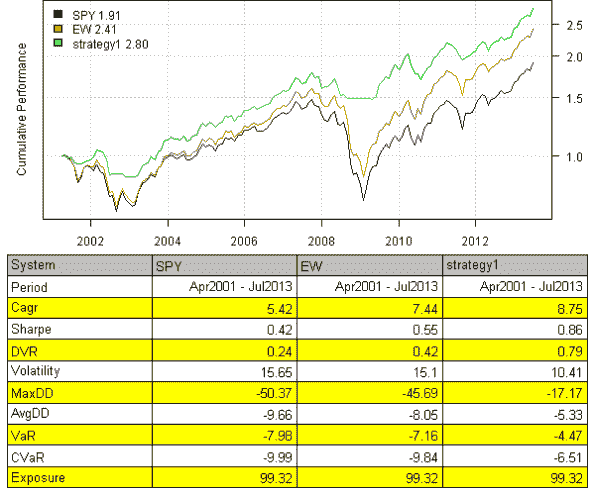 SPY 1.91
EW 2.41
strategy1 2.80
Cumulative Performance
2.5
2.0
1.5
1.0
2002 2004 2006 2008 2010 2012
System SPY EW strategy1
Period Apr2001 - Jul2013 Apr2001 - Jul2013 Apr2001 - Jul2013
Cagr 5.42 7.44 8.75
Sharpe 0.42 0.55 0.86
DVR 0.24 0.42 0.79
Volatility 15.65 15.1 10.41
MaxDD -50.37 -45.69 -17.17
AvgDD -9.66 -8.05 -5.33
VaR -7.98 -7.16 -4.47
CVaR -9.99 -9.84 -6.51
Exposure 99.32 99.32 99.32